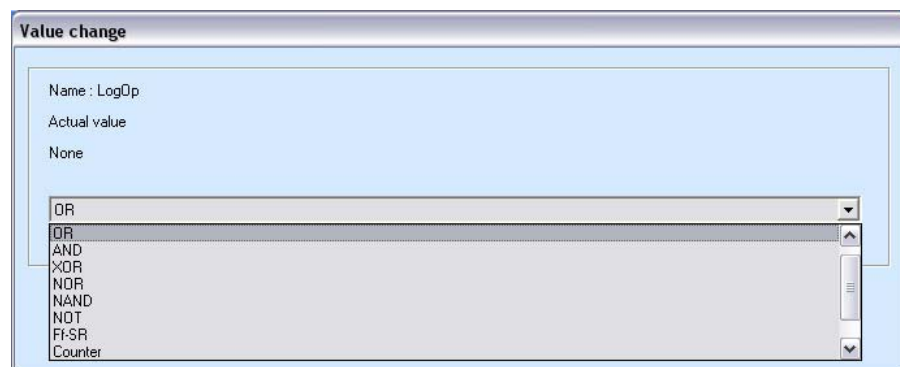 Value change
Name : LogOp
Actual value
None
OR
OR
AND
XOR
NOR
NAND
NOT
Ff-SR
Counter